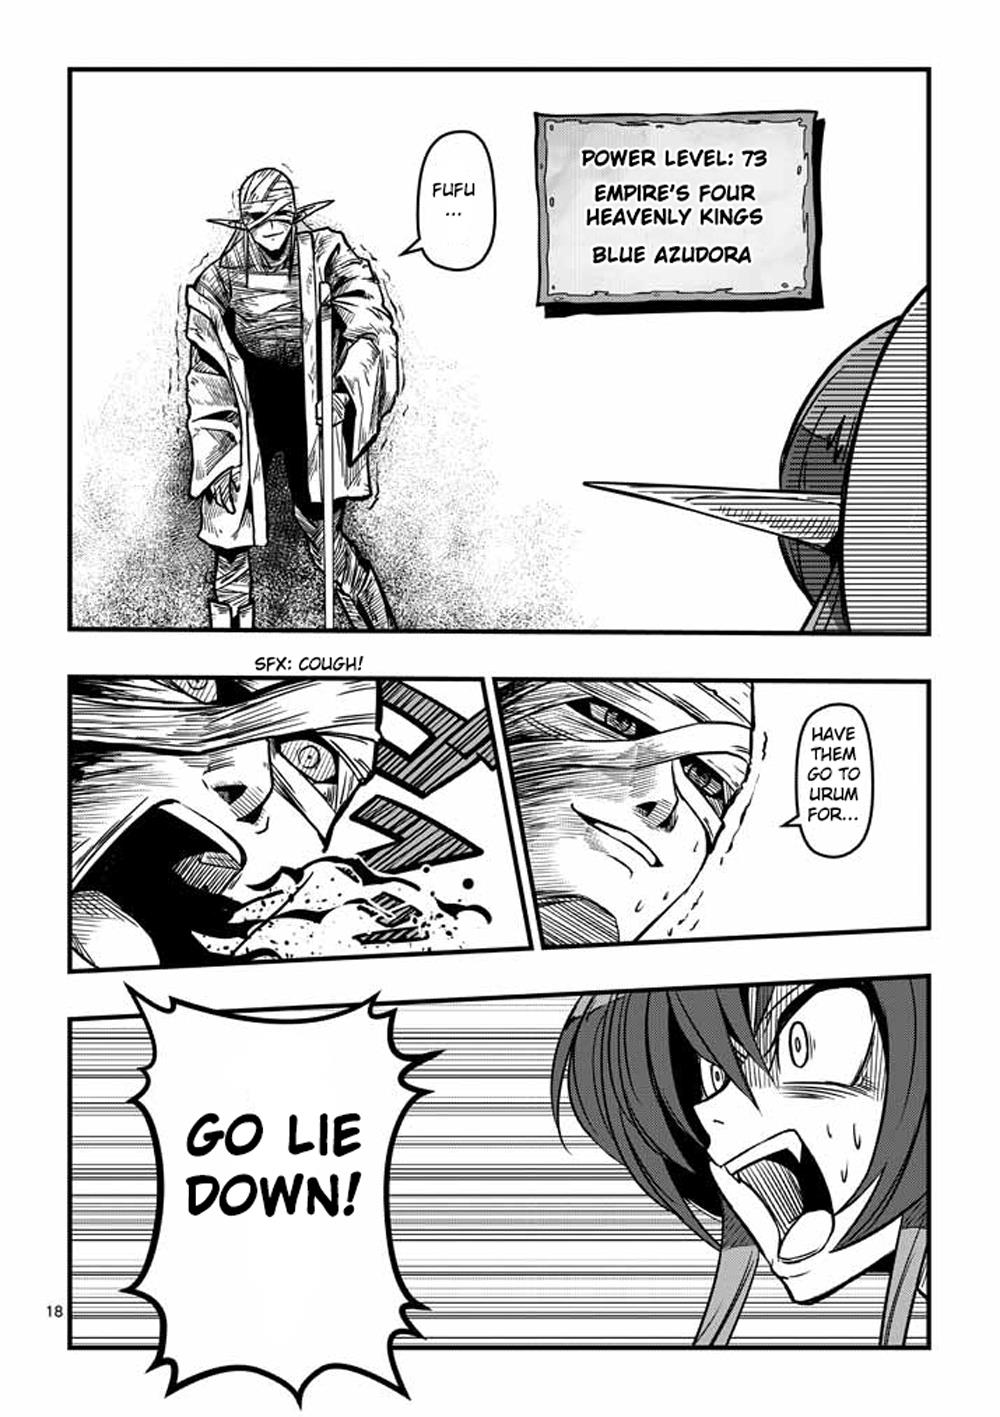 FUFU
...
POWER LEVEL: 73
EMPIRE'S FOUR
HEAVENLY KINGS
BLUE AZUDORA
SFX: COUGH!
HAVE
THEM
GO TO
URUM
FOR...
GO LIE
DOWN!
18